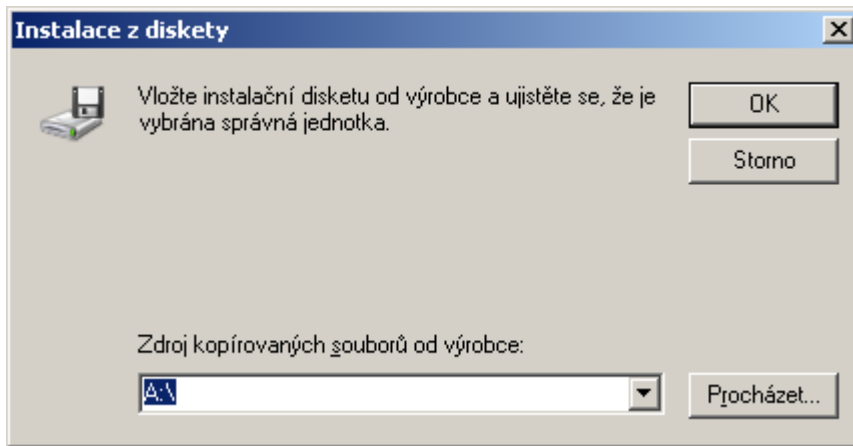 Instalace z diskety
Vložte instalační disketu od výrobce a ujistěte se, že je
vybrána správná jednotka.
OK
Storno
Zdroj kopírovaných souborů od výrobce:
A:\
Procházet...